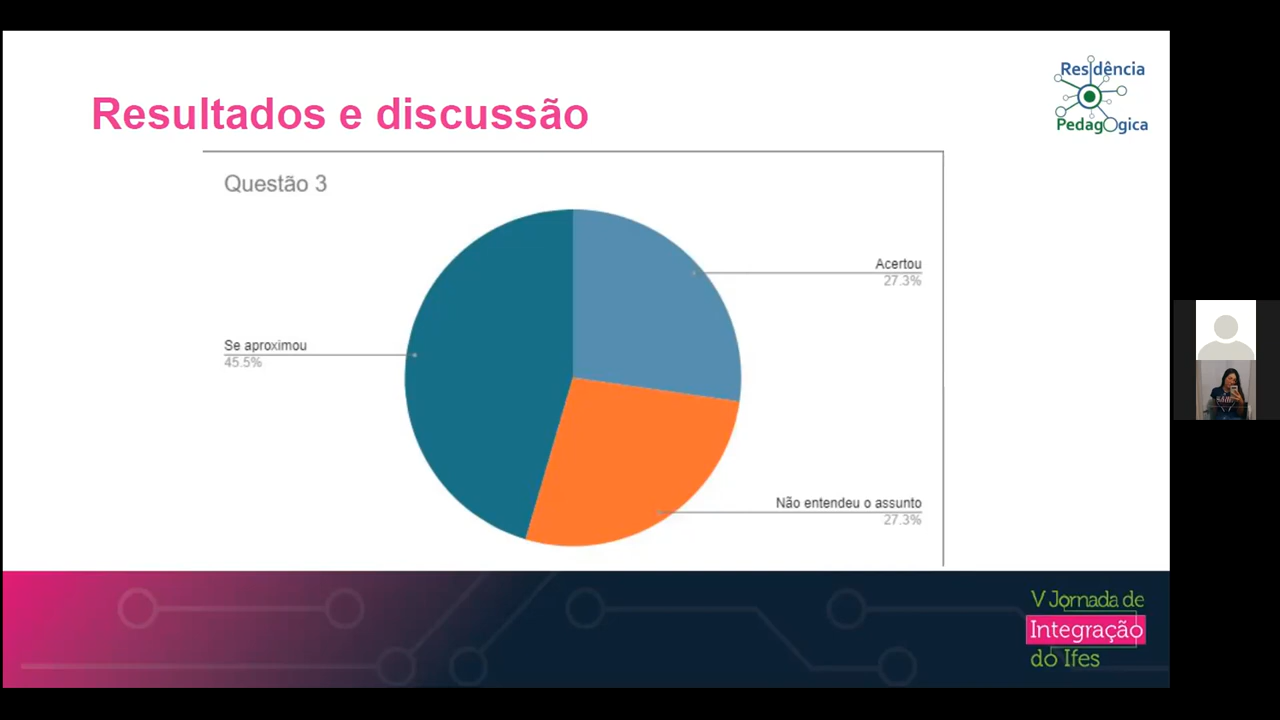 Resultados e discussão
Residência
Pedagógica
Questão 3
Acertou
27.3%
Se aproximou
45.5%
Não entendeu o assunto
27.3%
V Jornada de
Integração
do Ifes